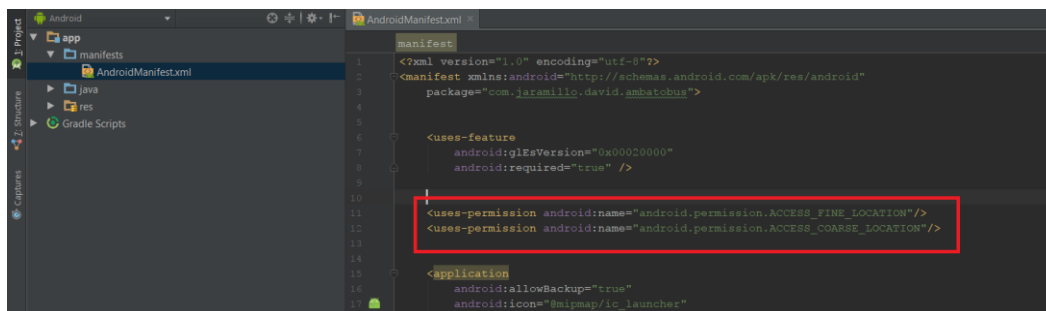 Android
AndroidManifest.xml
1: Project
app
manifests
AndroidManifest.xml
java
res
Gradle Scripts
Z: Structure
Captures
manifest
1 <?xml version="1.0" encoding="utf-8"?>
2 <manifest xmlns:android="http://schemas.android.com/apk/res/android"
3 package="com.jaramillo.david.ambatobus">
4
5
6 <uses-feature
7 android:glEsVersion="0x00020000"
8 android:required="true" />
9
10
11 <uses-permission android:name="android.permission.ACCESS_FINE_LOCATION"/>
12 <uses-permission android:name="android.permission.ACCESS_COARSE_LOCATION"/>
13
14
15 <application
16 android:allowBackup="true"
17 android:icon="@mipmap/ic_launcher"